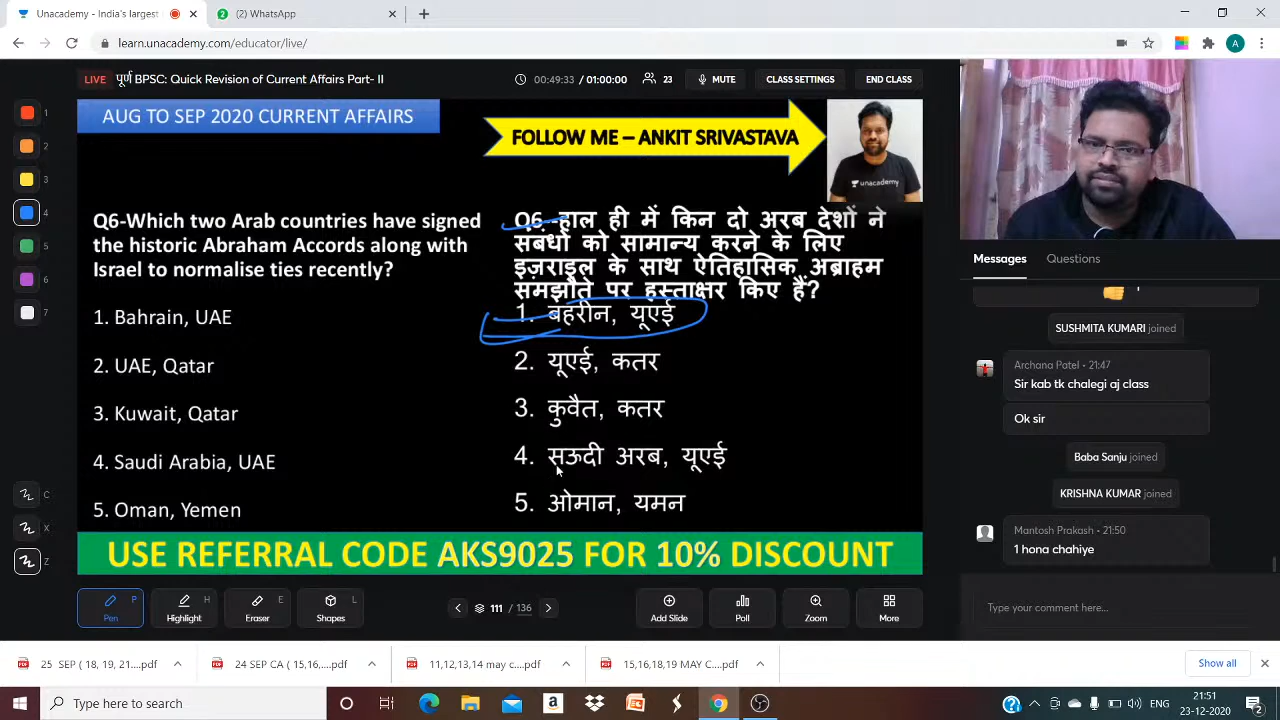 Unacademy - India's largest
(2) WhatsApp
learn.unacademy.com/educator/live/
A
LIVE
पूर्ण BPSC: Quick Revision of Current Affairs Part- II
00:49:33 / 01:00:00
23
MUTE
CLASS SETTINGS
END CLASS
1
2
3
4
5
6
7
C
X
Z
AUG TO SEP 2020 CURRENT AFFAIRS
FOLLOW ME – ANKIT SRIVASTAVA
unacademy
Q6-Which two Arab countries have signed
the historic Abraham Accords along with
Israel to normalise ties recently?
1. Bahrain, UAE
2. UAE, Qatar
3. Kuwait, Qatar
4. Saudi Arabia, UAE
5. Oman, Yemen
Q6.-हाल ही में किन दो अरब देशों ने
संबंधों को सामान्य करने के लिए
इज़राइल के साथ ऐतिहासिक अब्राहम
समझौते पर हस्ताक्षर किए हैं?
1. बहरीन, यूएई
2. यूएई, कतर
3. कुवैत, कतर
4. सऊदी अरब, यूएई
5. ओमान, यमन
USE REFERRAL CODE AKS9025 FOR 10% DISCOUNT
Messages
Questions
SUSHMITA KUMARI joined
Archana Patel • 21:47
Sir kab tk chalegi aj class
Ok sir
Baba Sanju joined
KRISHNA KUMAR joined
Mantosh Prakash • 21:50
1 hona chahiye
Type your comment here...
Pen P
Highlight H
Eraser E
Shapes L
111 / 136
Add Slide
Poll
Zoom
More
25 SEP ( 18, 19, ....pdf
24 SEP CA ( 15,16,....pdf
11,12,13,14 may c....pdf
15,16,18,19 MAY C....pdf
Show all
Type here to search
ENG
21:51
23-12-2020
2